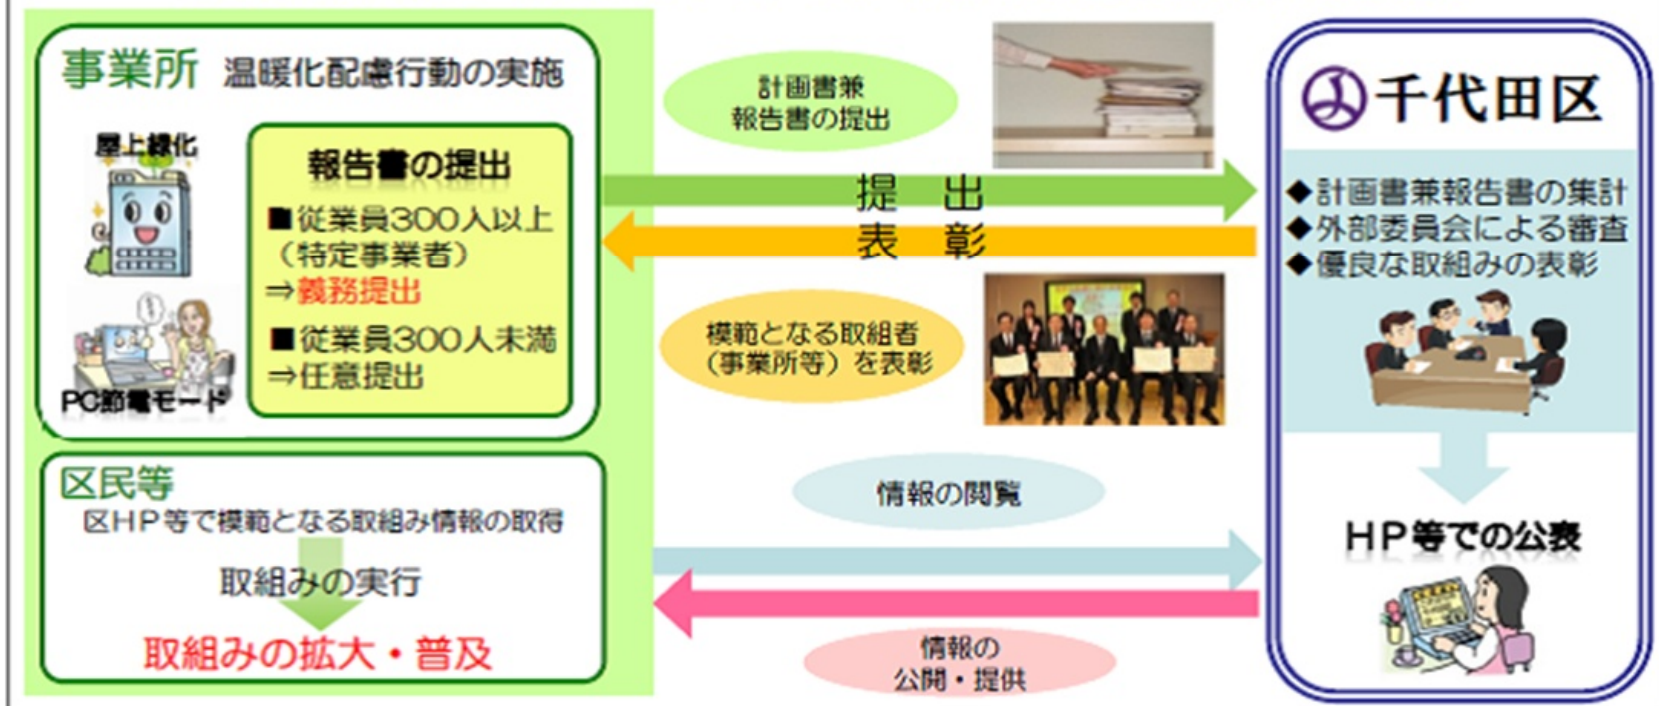 事業所 温暖化配慮行動の実施
屋上緑化
PC節電モード
報告書の提出
■従業員300人以上
（特定事業者）
⇒義務提出
■従業員300人未満
⇒任意提出
区民等
区HP等で模範となる取組み情報の取得
取組みの実行
取組みの拡大・普及
計画書兼
報告書の提出
提 出
表 彰
模範となる取組者
（事業所等）を表彰
情報の閲覧
情報の
公開・提供
千代田区
◆計画書兼報告書の集計
◆外部委員会による審査
◆優良な取組みの表彰
HP等での公表